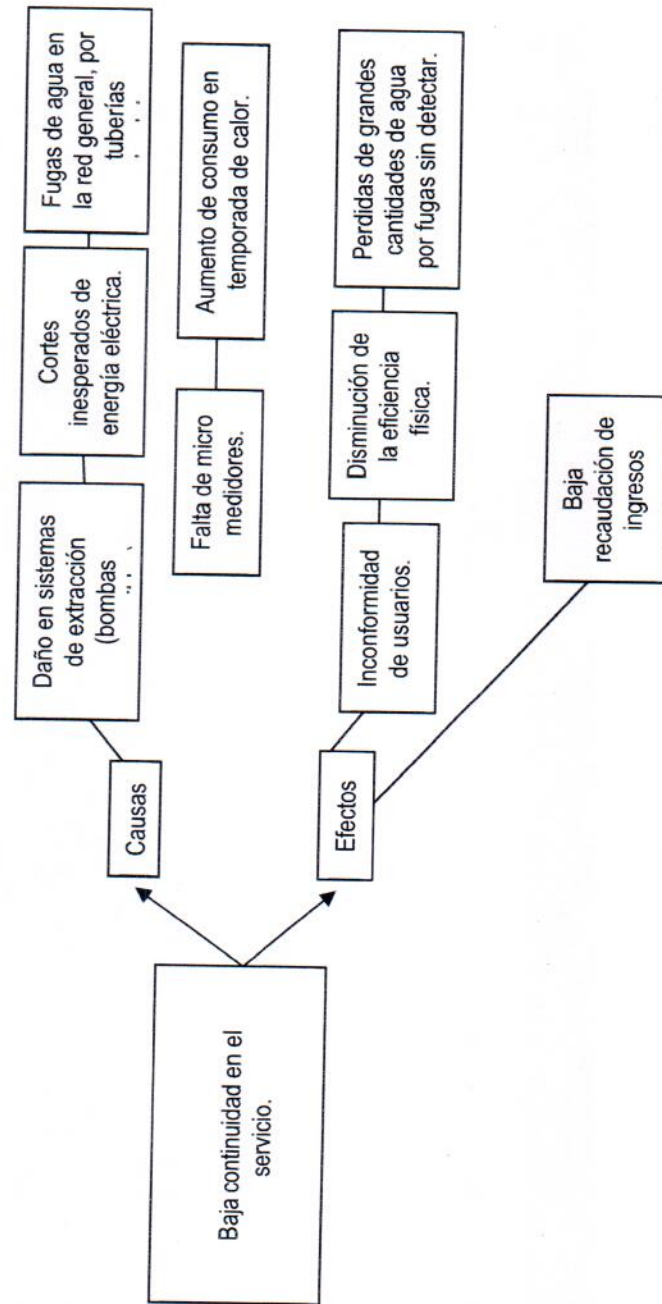 Baja continuidad en el
servicio.
Causas
Daño en sistemas
de extracción
(bombas
Cortes
inesperados de
energía eléctrica.
Fugas de agua en
la red general, por
tuberías
Falta de micro
medidores.
Aumento de consumo en
temporada de calor.
Efectos
Inconformidad
de usuarios.
Disminución de
la eficiencia
física.
Perdidas de grandes
cantidades de agua
por fugas sin detectar.
Baja
recaudación de
ingresos